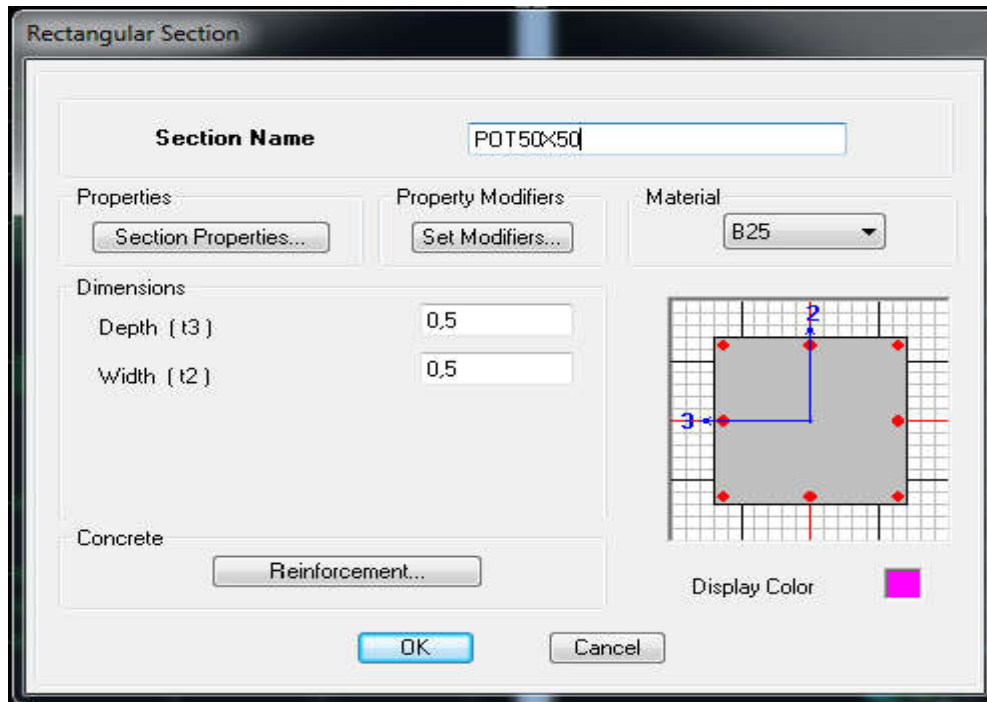 Rectangular Section
Section Name POT50X50
Properties Property Modifiers Material
Section Properties... Set Modifiers... B25
Dimensions
Depth ( t3 ) 0,5
Width ( t2 ) 0,5
2
3
Concrete
Reinforcement...
Display Color
OK Cancel